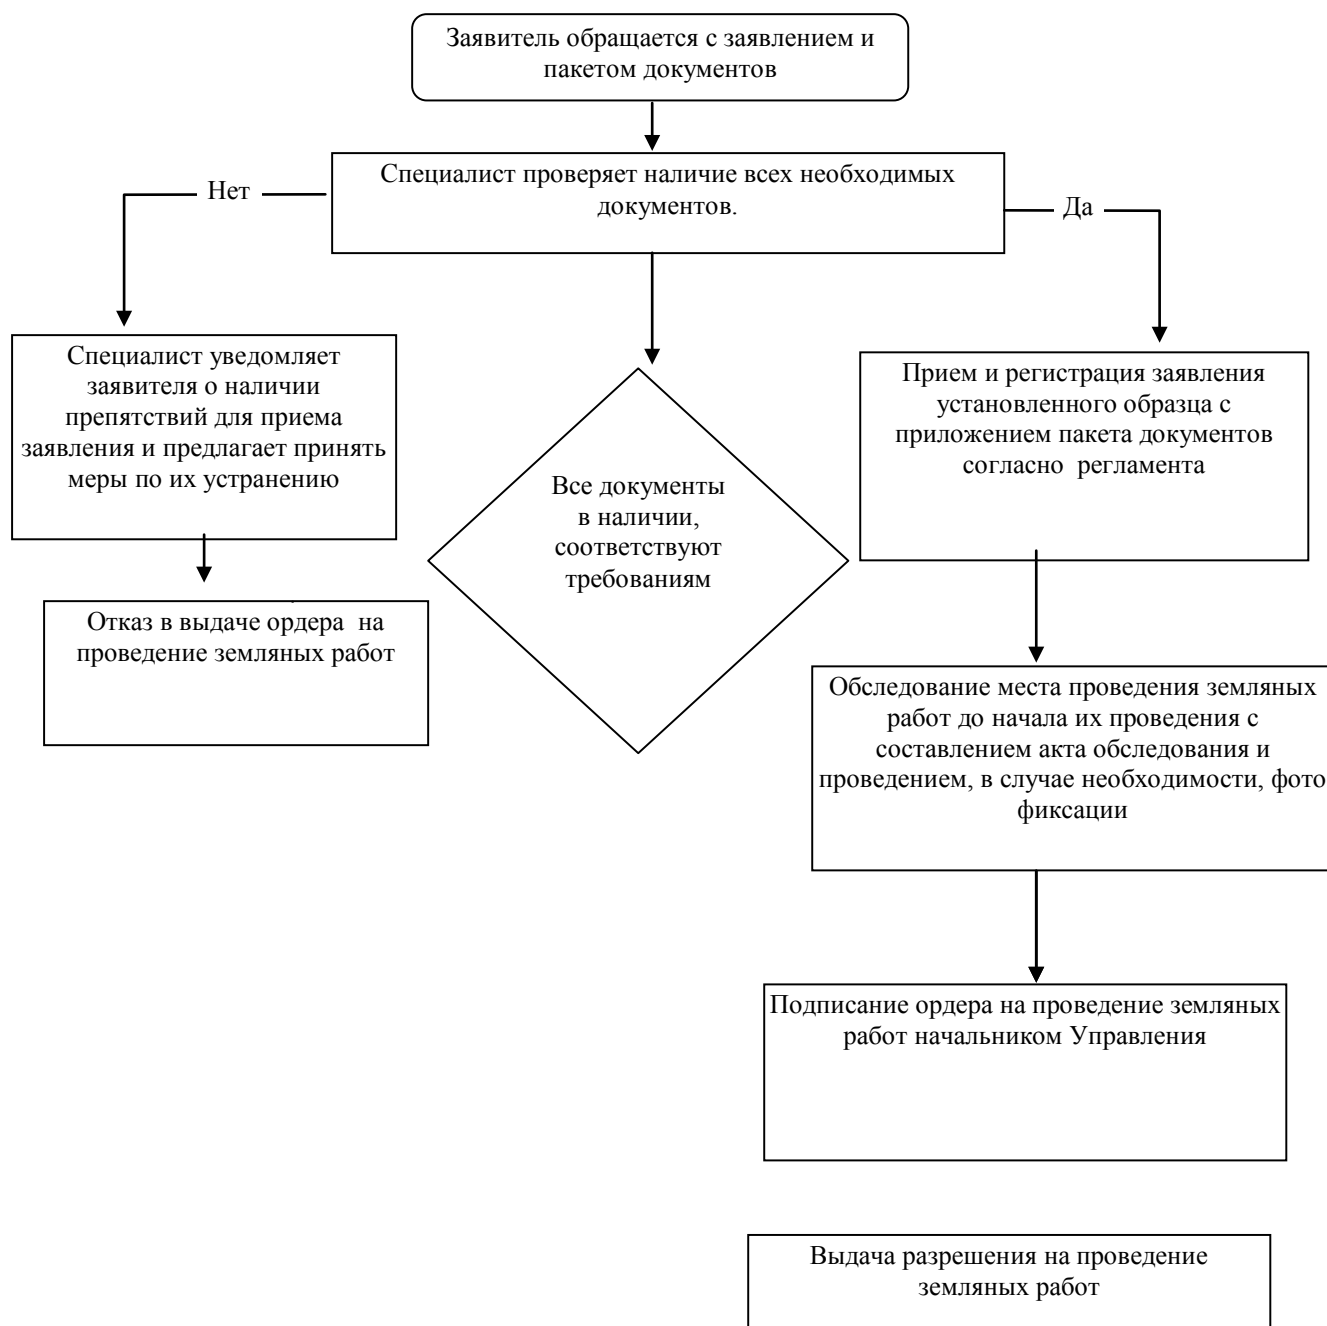 Заявитель обращается с заявлением и
пакетом документов
Специалист проверяет наличие всех необходимых
документов.
Нет
Да
Специалист уведомляет
заявителя о наличии
препятствий для приема
заявления и предлагает принять
меры по их устранению
Все документы
в наличии,
соответствуют
требованиям
Прием и регистрация заявления
установленного образца с
приложением пакета документов
согласно  регламента
Отказ в выдаче ордера  на
проведение земляных работ
Обследование места проведения земляных
работ до начала их проведения с
составлением акта обследования и
проведением, в случае необходимости, фото
фиксации
Подписание ордера на проведение земляных
работ начальником Управления
Выдача разрешения на проведение
земляных работ